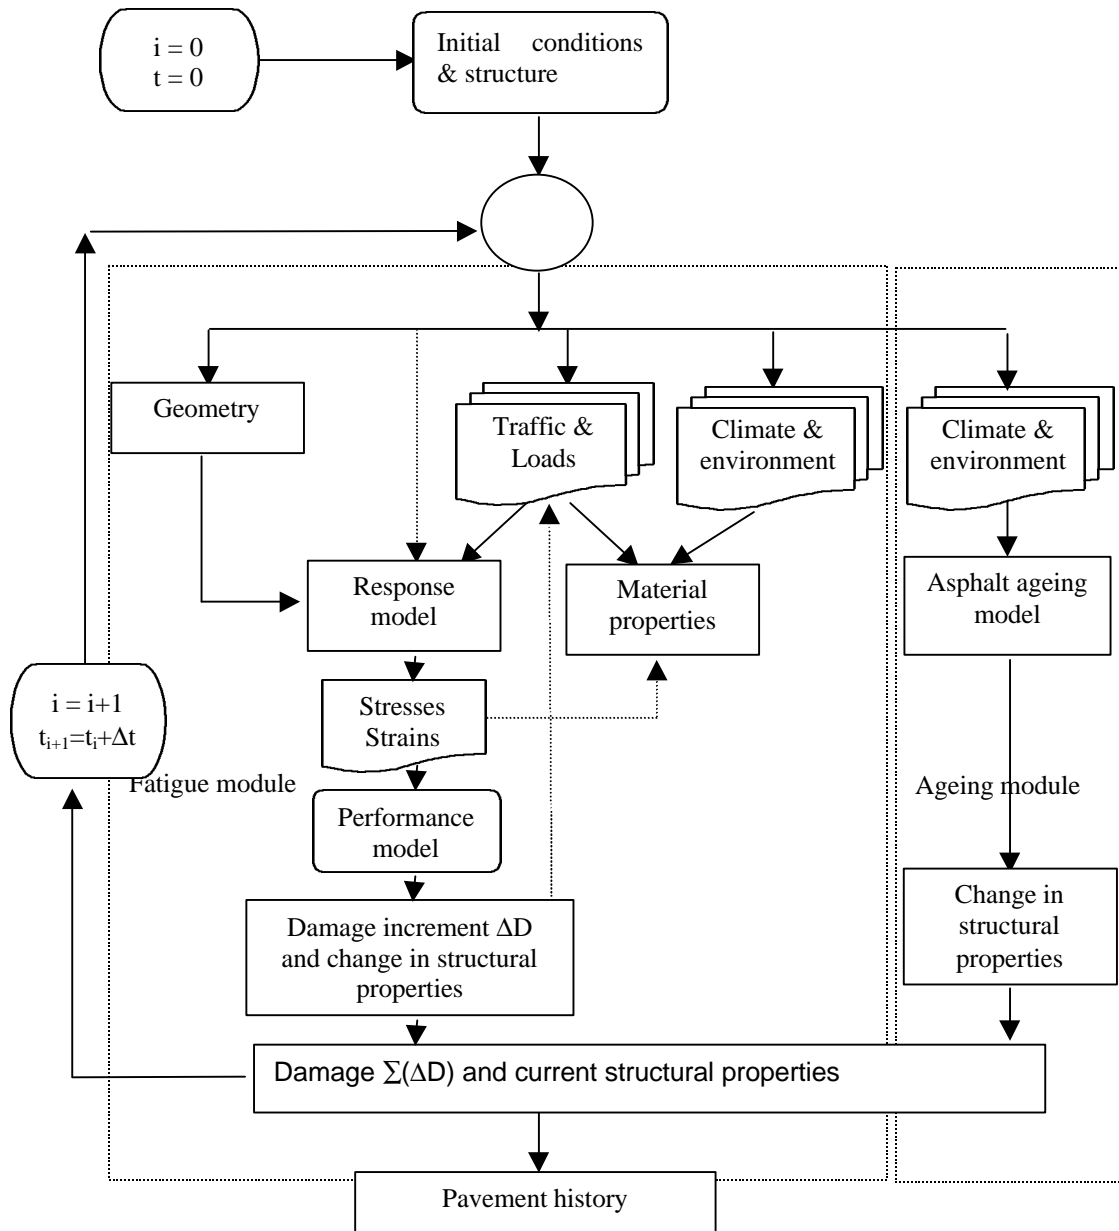 i = 0
t = 0
Initial conditions
& structure
Geometry
Traffic &
Loads
Climate &
environment
Climate &
environment
Response
model
Material
properties
Asphalt ageing
model
i = i+1
tᵢ₊₁=tᵢ+Δt
Stresses
Strains
Fatigue module
Ageing module
Performance
model
Damage increment ΔD
and change in structural
properties
Change in
structural
properties
Damage Σ(ΔD) and current structural properties
Pavement history